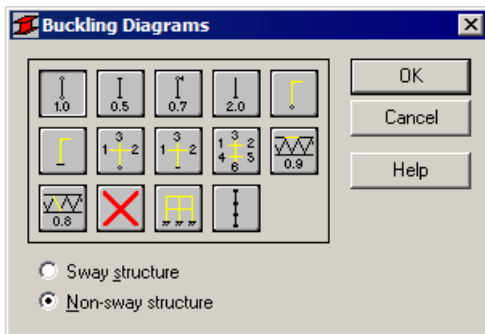 Buckling Diagrams
1.0 0.5 0.7 2.0
3 3 3
1 2 1 2 1 2
4 5
6 0.9
0.8
OK
Cancel
Help
Sway structure
Non-sway structure